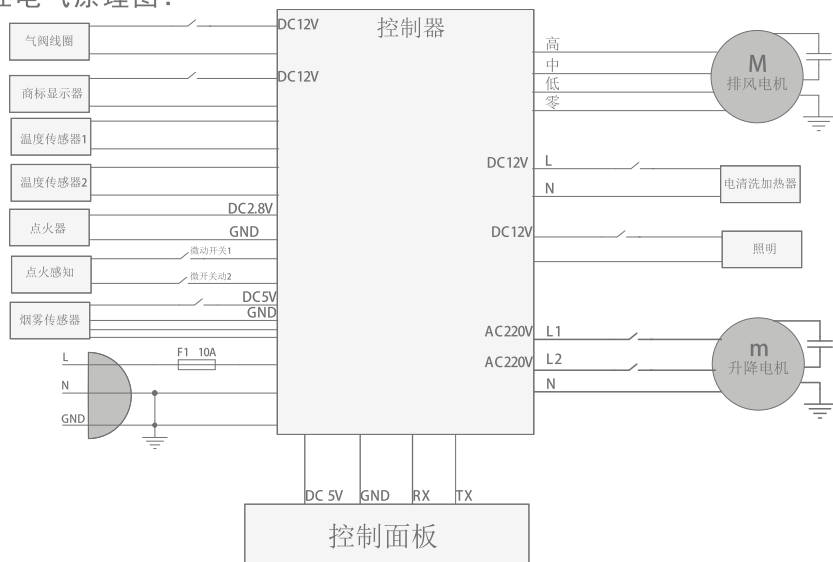 电气原理图：
控制器
气阀线圈
DC12V
商标显示器
DC12V
温度传感器1
温度传感器2
点火器
DC2.8V
GND
点火感知
微动开关1
微开关动2
烟雾传感器
DC5V
GND
L
F1 10A
N
GND
高
中
低
零
M
排风电机
DC12V L
N
电清洗加热器
DC12V
照明
AC220V L1
AC220V L2
N
m
升降电机
DC 5V GND RX TX
控制面板